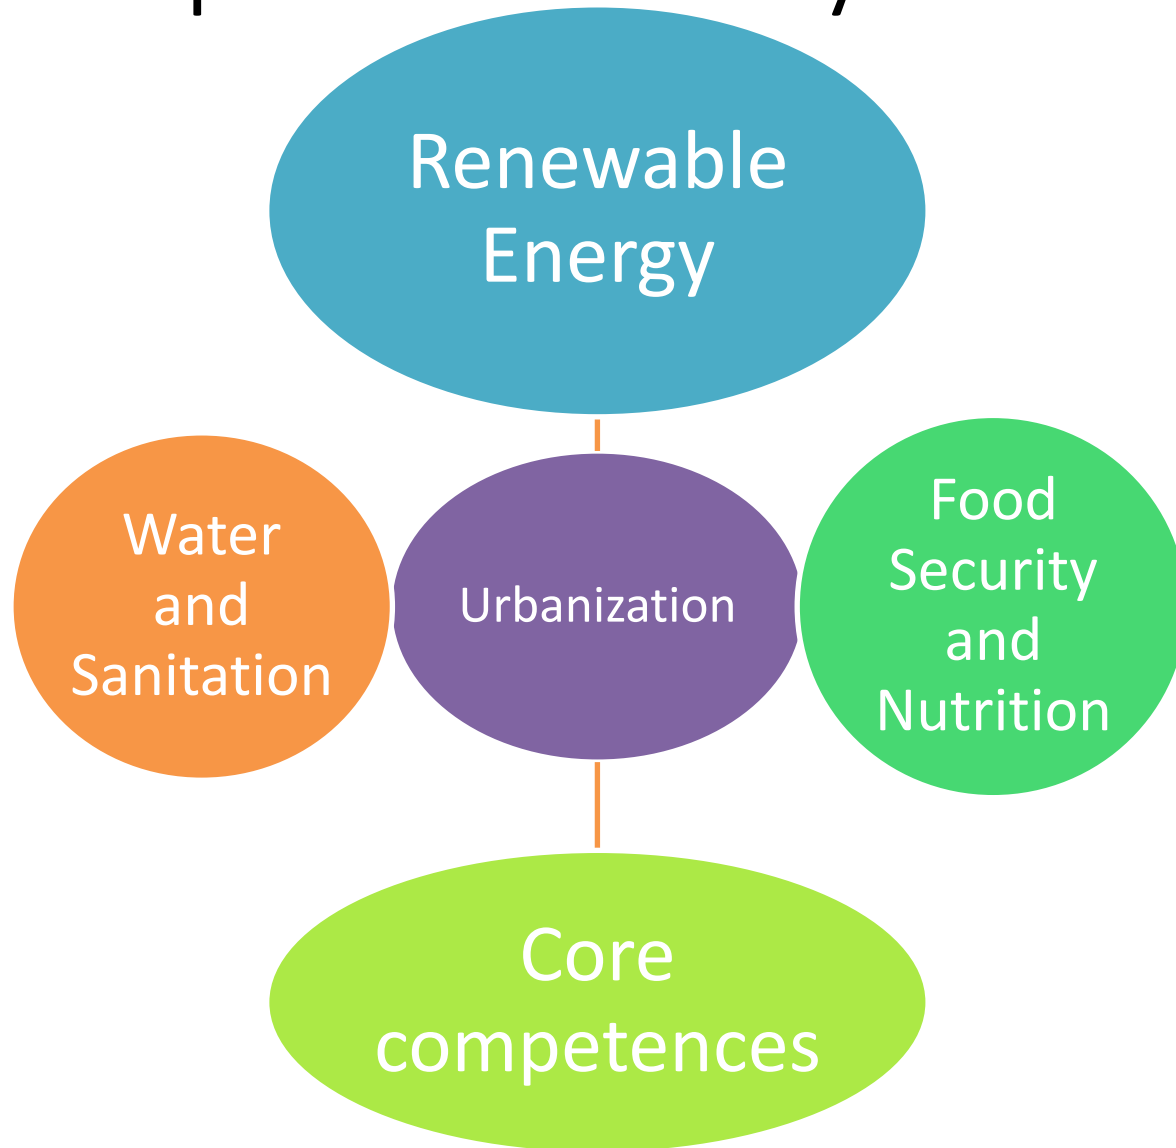 Renewable
Energy
Water
and
Sanitation
Urbanization
Food
Security
and
Nutrition
Core
competences